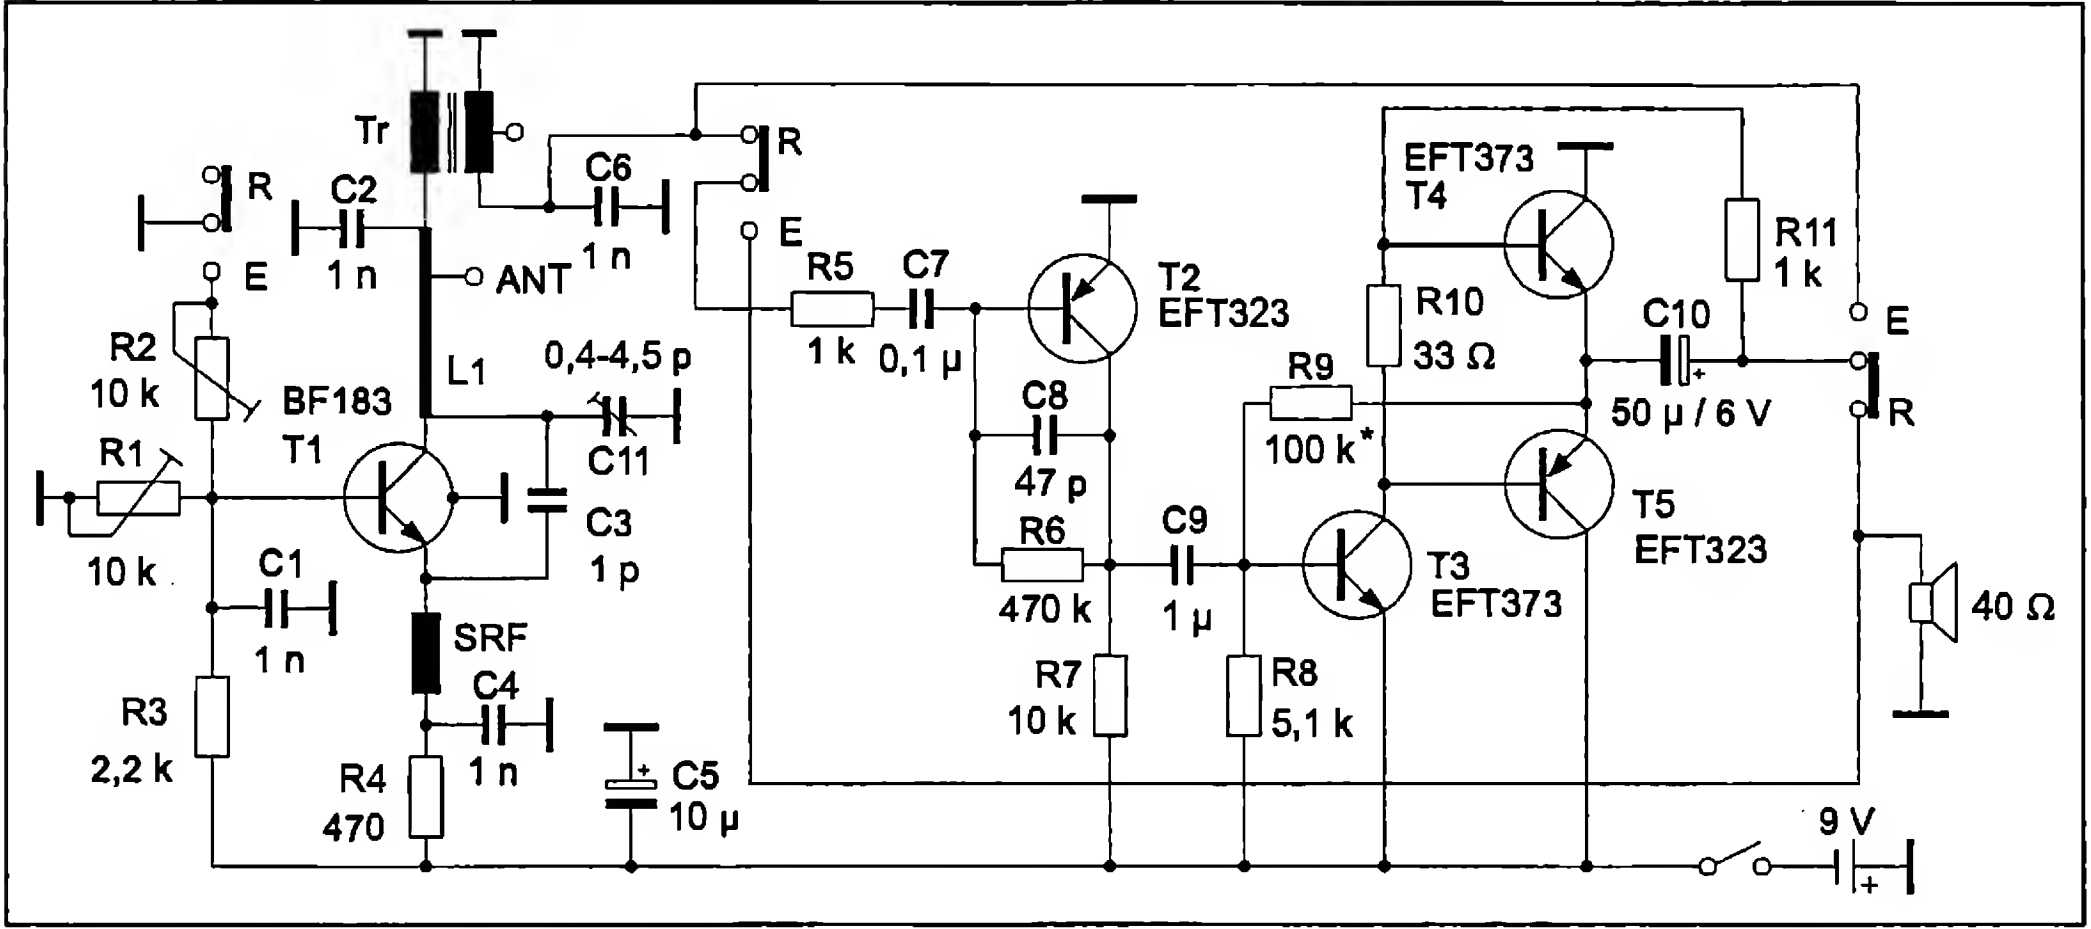 Tr
R
C2
1 n
E
ANT
C6
1 n
R
E
R5
1 k
C7
0,1 µ
T2
EFT323
EFT373
T4
R11
1 k
R10
33 Ω
C10
+
50 µ / 6 V
E
R
R2
10 k
R1
10 k
BF183
T1
L1
0,4-4,5 p
C11
C3
1 p
C8
47 p
R6
470 k
R9
100 k*
C9
1 µ
T3
EFT373
T5
EFT323
40 Ω
C1
1 n
SRF
C4
1 n
R3
2,2 k
R4
470
+
C5
10 µ
R7
10 k
R8
5,1 k
9 V
+